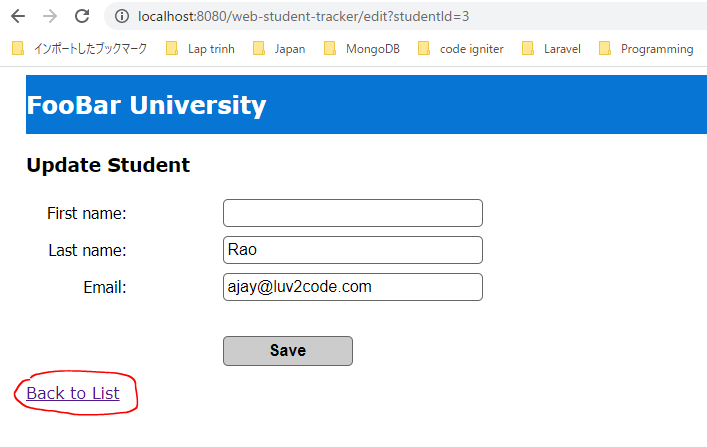 localhost:8080/web-student-tracker/edit?studentId=3
インポートしたブックマーク Lap trinh Japan MongoDB code igniter Laravel Programming
FooBar University
Update Student
First name:
Last name: Rao
Email: ajay@luv2code.com
Save
Back to List